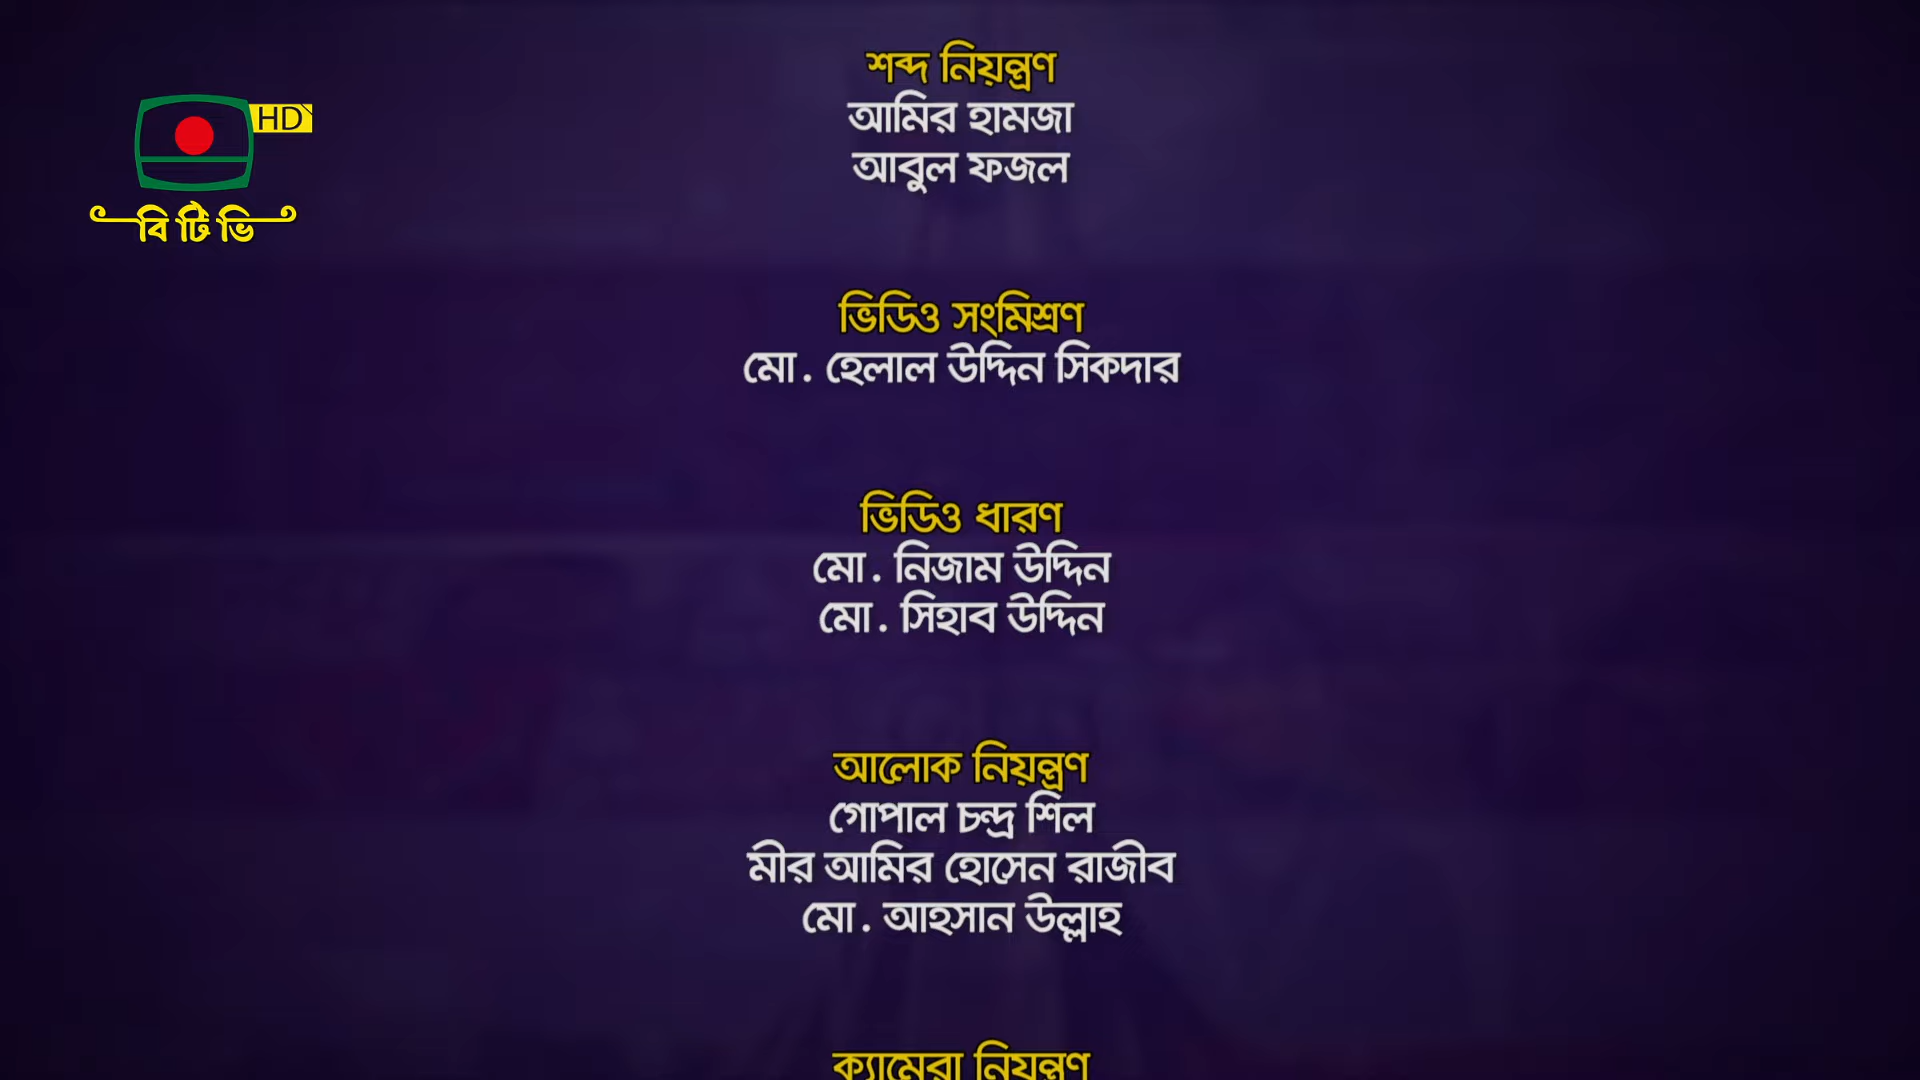 HD
বি টি ভি
শব্দ নিয়ন্ত্রণ
আমির হামজা
আবুল ফজল
ভিডিও সংমিশ্রণ
মো. হেলাল উদ্দিন সিকদার
ভিডিও ধারণ
মো. নিজাম উদ্দিন
মো. সিহাব উদ্দিন
আলোক নিয়ন্ত্রণ
গোপাল চন্দ্র শিল
মীর আমির হোসেন রাজীব
মো. আহসান উল্লাহ
ক্যামেরা নিয়ন্ত্রণ